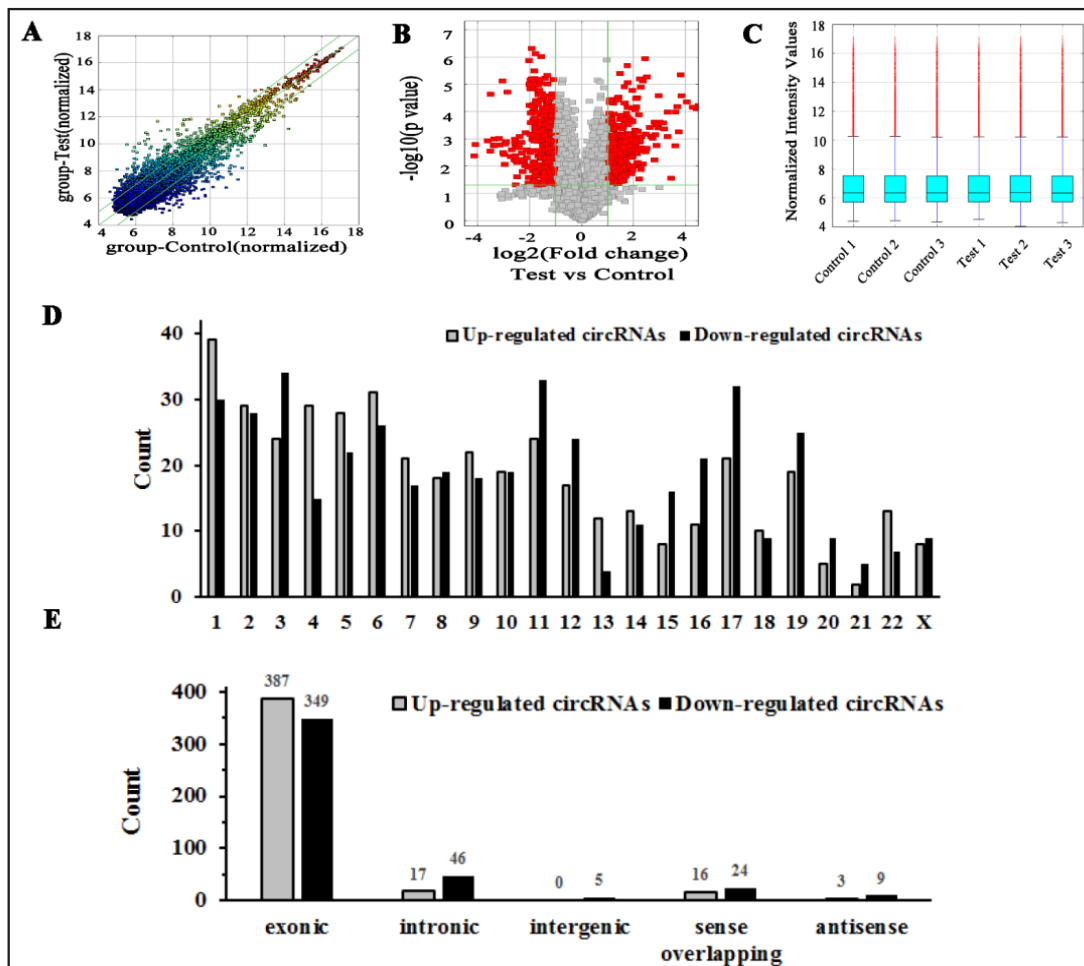 A
18
16
14
12
10
8
6
4
group-Test(normalized)
4 6 8 10 12 14 16 18
group-Control(normalized)
B
7
6
5
4
3
2
1
0
-log10(p value)
-4 -2 0 2 4
log2(Fold change)
Test vs Control
C
18
16
14
12
10
8
6
4
Normalized Intensity Values
Control 1
Control 2
Control 3
Test 1
Test 2
Test 3
D
Up-regulated circRNAs Down-regulated circRNAs
40
30
20
10
0
Count
1 2 3 4 5 6 7 8 9 10 11 12 13 14 15 16 17 18 19 20 21 22 X
E
Up-regulated circRNAs Down-regulated circRNAs
400
300
200
100
0
Count
387 349 17 46 0 5 16 24 3 9
exonic intronic intergenic sense antisense
overlapping